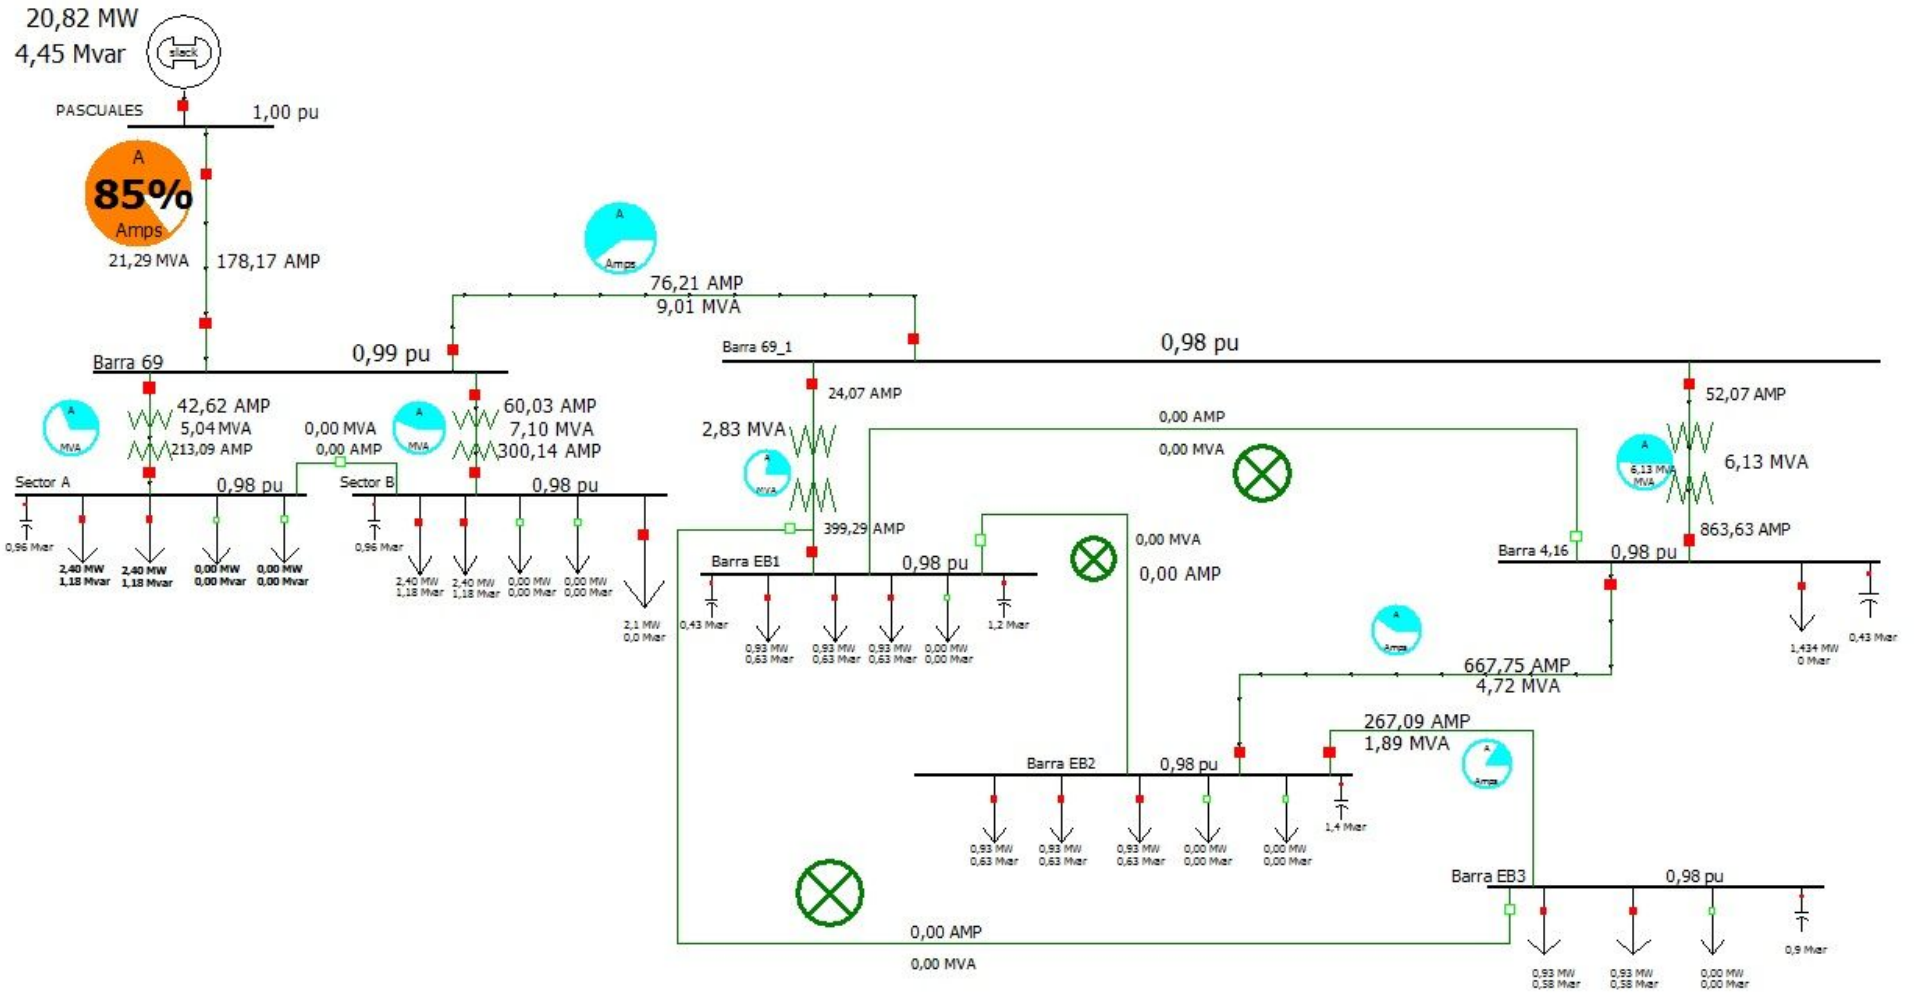 20,82 MW
4,45 Mvar
slack
PASCUALES
1,00 pu
A
85%
Amps
21,29 MVA
178,17 AMP
A
Amps
76,21 AMP
9,01 MVA
Barra 69
0,99 pu
Barra 69_1
0,98 pu
A
MVA
42,62 AMP
5,04 MVA
213,09 AMP
0,00 MVA
0,00 AMP
A
MVA
60,03 AMP
7,10 MVA
300,14 AMP
24,07 AMP
2,83 MVA
A
MVA
399,29 AMP
0,00 AMP
0,00 MVA
52,07 AMP
A
6,13 MVA
MVA
6,13 MVA
863,63 AMP
Sector A
0,98 pu
Sector B
0,98 pu
0,96 Mvar
2,40 MW
1,18 Mvar
2,40 MW
1,18 Mvar
0,00 MW
0,00 Mvar
0,00 MW
0,00 Mvar
0,96 Mvar
2,40 MW
1,18 Mvar
2,40 MW
1,18 Mvar
0,00 MW
0,00 Mvar
0,00 MW
0,00 Mvar
2,1 MW
0,0 Mvar
Barra EB1
0,98 pu
0,00 MVA
0,00 AMP
Barra 4,16
0,98 pu
0,43 Mvar
0,93 MW
0,63 Mvar
0,93 MW
0,63 Mvar
0,93 MW
0,63 Mvar
0,00 MW
0,00 Mvar
1,2 Mvar
1,434 MW
0 Mvar
0,43 Mvar
A
Amps
667,75 AMP
4,72 MVA
267,09 AMP
1,89 MVA
A
Amps
Barra EB2
0,98 pu
0,93 MW
0,63 Mvar
0,93 MW
0,63 Mvar
0,93 MW
0,63 Mvar
0,00 MW
0,00 Mvar
0,00 MW
0,00 Mvar
1,4 Mvar
Barra EB3
0,98 pu
0,93 MW
0,58 Mvar
0,93 MW
0,58 Mvar
0,00 MW
0,00 Mvar
0,9 Mvar
0,00 AMP
0,00 MVA